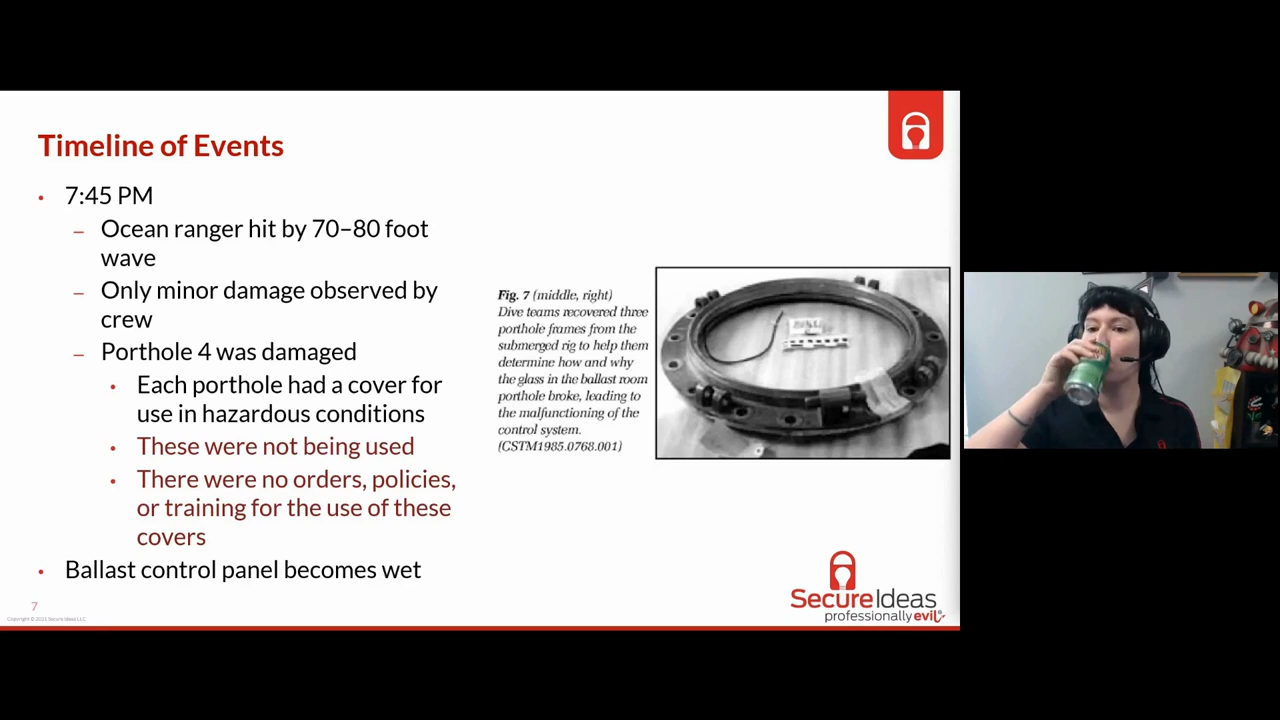 Timeline of Events
• 7:45 PM
– Ocean ranger hit by 70–80 foot
wave
– Only minor damage observed by
crew
– Porthole 4 was damaged
• Each porthole had a cover for
use in hazardous conditions
• These were not being used
• There were no orders, policies,
or training for the use of these
covers
• Ballast control panel becomes wet
Fig. 7 (middle, right)
Dive teams recovered three
porthole frames from the
submerged rig to help them
determine how and why
the glass in the ballast room
porthole broke, leading to
the malfunctioning of the
control system.
(CSTM1985.0768.001)
7
Copyright © 2025 Secure Ideas LLC
SecureIdeas
professionallyevil